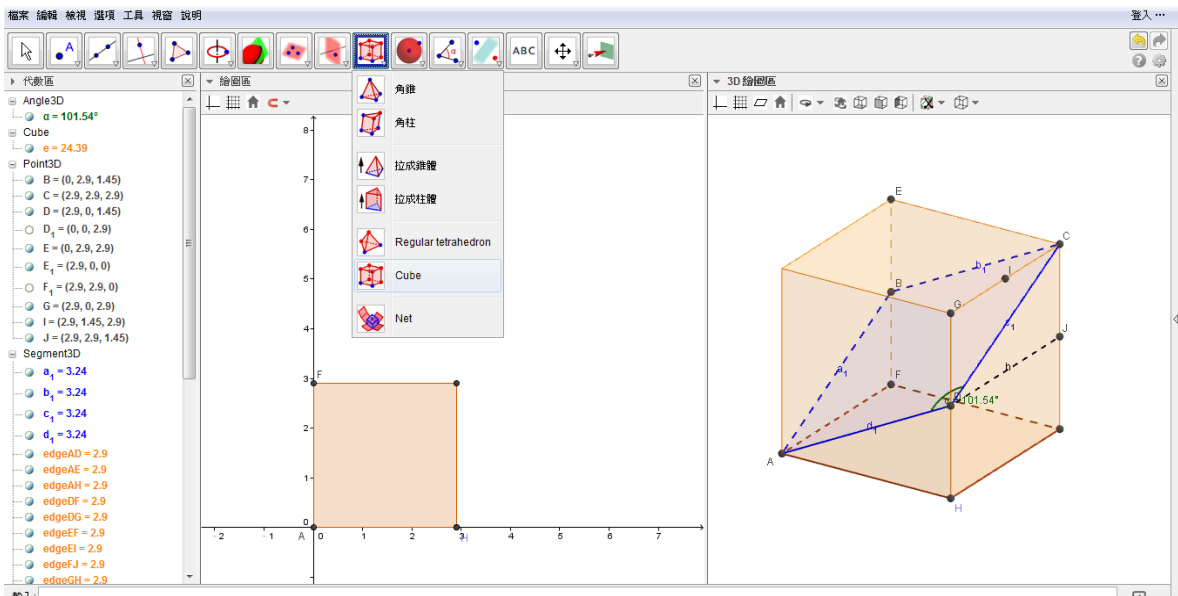 檔案 編輯 檢視 選項 工具 視窗 說明
登入 ...
A
α
ABC
代數區
Angle3D
α = 101.54°
Cube
e = 24.39
Point3D
B = (0, 2.9, 1.45)
C = (2.9, 2.9, 2.9)
D = (2.9, 0, 1.45)
D₁ = (0, 0, 2.9)
E = (0, 2.9, 2.9)
E₁ = (2.9, 0, 0)
F₁ = (2.9, 2.9, 0)
G = (2.9, 0, 2.9)
I = (2.9, 1.45, 2.9)
J = (2.9, 2.9, 1.45)
Segment3D
a₁ = 3.24
b₁ = 3.24
c₁ = 3.24
d₁ = 3.24
edgeAD = 2.9
edgeAE = 2.9
edgeAH = 2.9
edgeDF = 2.9
edgeDG = 2.9
edgeEF = 2.9
edgeEI = 2.9
edgeFJ = 2.9
edgeGH = 2.9
繪圖區
角錐
角柱
拉成錐體
拉成柱體
Regular tetrahedron
Cube
Net
8
7
6
5
4
3
2
1
0
F
-2
-1
A
0
1
2
3
H
4
5
6
7
3D 繪圖區
E
C
b₁
I
B
G
J
a₁
h
F
101.54°
d₁
A
H